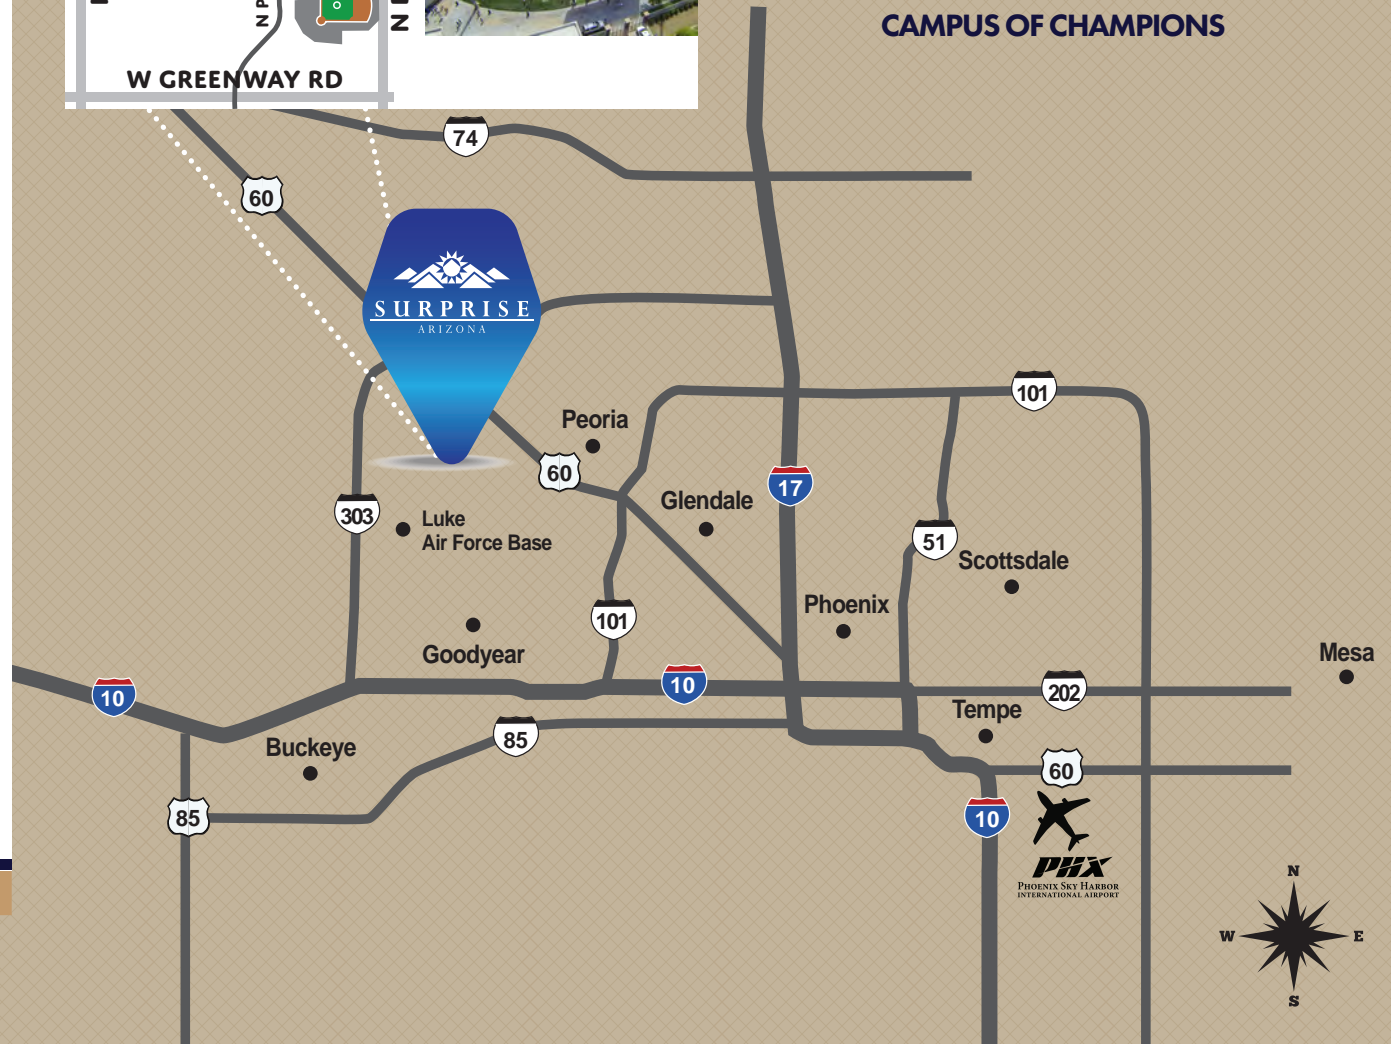 CAMPUS OF CHAMPIONS
N P
W GREENWAY RD
74
60
SURPRISE
ARIZONA
101
Peoria
60
17
Glendale
303
Luke
Air Force Base
51
Scottsdale
Phoenix
101
Goodyear
Mesa
10
10
202
Tempe
85
Buckeye
60
85
10
PHX
PHOENIX SKY HARBOR
INTERNATIONAL AIRPORT
N
W
E
S